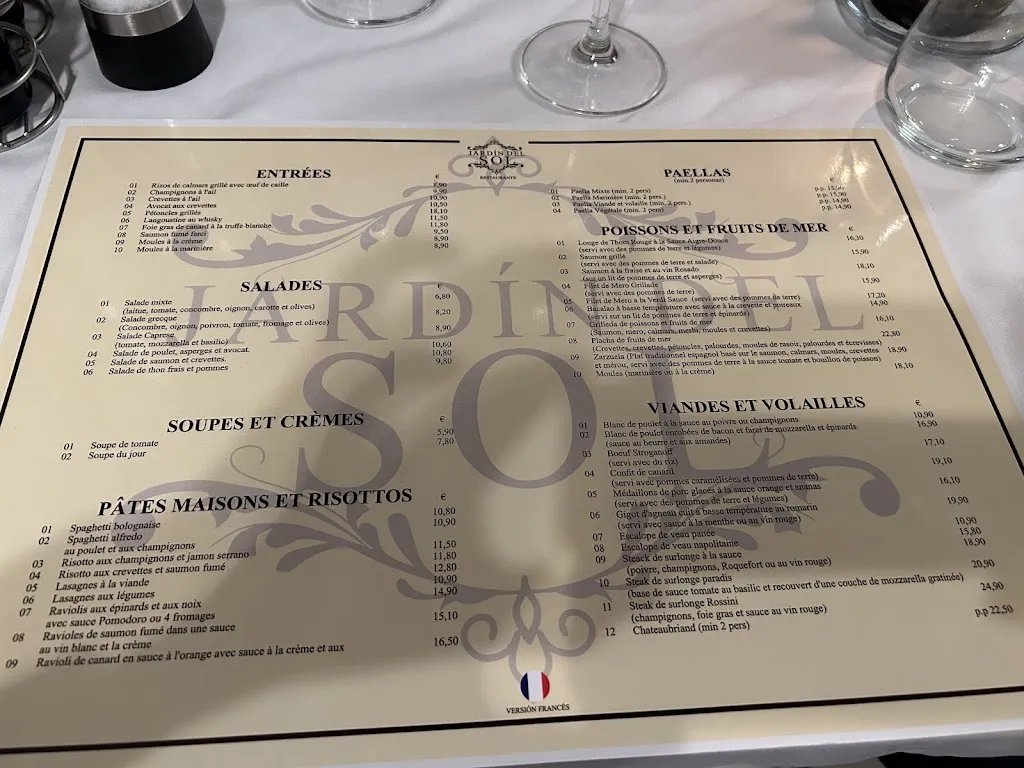 JARDÍN DEL
SOL
RESTAURANTE
ENTRÉES
€
01 Rizos de calmars grillé avec œuf de caille 8,90
02 Champignons à l'ail 9,90
03 Crevettes à l'ail 10,90
04 Avocat aux crevettes 10,50
05 Pétoncles grillés 18,10
06 Langoustine au whisky 11,50
07 Foie gras de canard à la truffe blanche 11,90
08 Saumon fumé farci 9,50
09 Moules à la crème 8,90
10 Moules à la marinière 8,90
SALADES
€
01 Salade mixte 6,80
(laitue, tomate, concombre, oignon, carotte et olives)
02 Salade grecque 8,20
(Concombre, oignon, poivron, tomate, fromage et olives)
03 Salade Caprese 8,90
(tomate, mozzarella et basilic)
04 Salade de poulet, asperges et avocat. 10,60
05 Salade de saumon et crevettes. 10,80
06 Salade de thon frais et pommes 9,80
SOUPES ET CRÈMES
€
01 Soupe de tomate 5,90
02 Soupe du jour 7,80
PÂTES MAISONS ET RISOTTOS
€
01 Spaghetti bolognaise 10,80
02 Spaghetti alfredo 10,90
au poulet et aux champignons
03 Risotto aux champignons et jamon serrano 11,50
04 Risotto aux crevettes et saumon fumé 11,80
05 Lasagnes à la viande 12,80
06 Lasagnes aux légumes 10,90
07 Raviolis aux épinards et aux noix 14,90
avec sauce Pomodoro ou 4 fromages
08 Ravioles de saumon fumé dans une sauce 15,10
au vin blanc et la crème
09 Ravioli de canard en sauce à l'orange avec sauce à la crème et aux 16,50
PAELLAS
(min.2 personas)
€
01 Paella Mixte (min. 2 pers) p.p. 15,90
02 Paella Marinière (min. 2 pers.) p.p. 15,90
03 Paella Viande et volaille (min. 2 pers.) p.p. 14,90
04 Paella Végétale (min. 2 pers) p.p. 14,90
POISSONS ET FRUITS DE MER
€
01 Longe de Thom Rouge à la Sauce Aigre-Douce 16,30
(servi avec des pommes de terre et légumes)
02 Saumon grillé 15,90
(servi avec des pommes de terre et salade)
03 Saumon à la fraise et au vin Rosado 18,10
(sur un lit de pommes de terre et asperges)
04 Filet de Mero Grillade 15,90
(servi avec des pommes de terre)
05 Filet de Mero a la Verdi Sauce (servi avec des pommes de terre) 17,20
06 Bacalao à basse température avec sauce à la crevette et poireaux 14,90
(servi sur un lit de pommes de terre et épinards)
07 Grillsda de poissons et fruits de mer 16,10
(Saumon, mero, calmars, merlu, moules et crevettes)
08 Placha de fruits de mer 22,80
(Crevettes, crevettes, pétoncles, palourdes, moules de rasoir, palourdes et écrevisses)
09 Zarzuela (Plat traditionnel espagnol basé sur le saumon, calmars, moules, crevettes 18,90
et mérou, servi avec des pommes de terre à la sauce tomate et bouillon de poissons)
10 Moules (marinière ou à la crème) 18,10
VIANDES ET VOLAILLES
€
01 Blanc de poulet à la sauce au poivre ou champignons 10,90
02 Blanc de poulet enrobées de bacon et farci de mozzarella et épinards 16,90
(sauce au beurre et aux amandes)
03 Boeuf Stroganoff 17,10
(servi avec du riz)
04 Confit de canard 19,10
(servi avec pommes caramélisées et pommes de terre)
05 Médaillons de porc glacés à la sauce orange et ananas 16,10
(servi avec des pommes de terre et légumes)
06 Gigot d'agneau cuit à basse température au romarin 19,90
(servi avec sauce à la menthe ou au vin rouge)
07 Escalope de veau panée 10,90
08 Escalope de veau napolitaine 15,80
09 Steack de surlonge à la sauce 18,90
(poivre, champignons, Roquefort ou au vin rouge)
10 Steak de surlonge paradis 20,90
(base de sauce tomate au basilic et recouvert d'une couche de mozzarella gratinée)
11 Steak de surlonge Rossini 24,90
(champignons, foie gras et sauce au vin rouge)
12 Chateaubriand (min 2 pers) p.p 22,50
JARDÍN DEL
SOL
VERSIÓN FRANCÉS